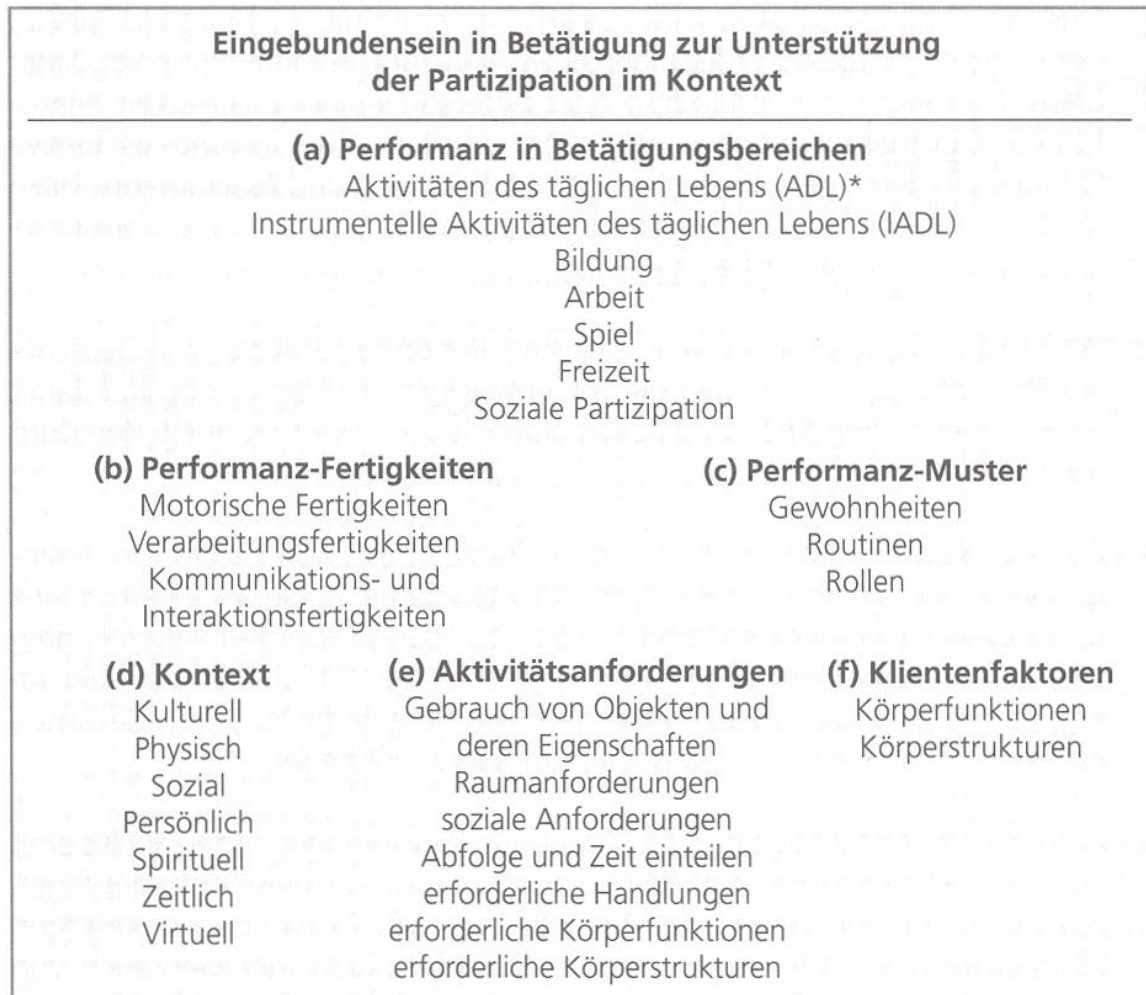 Eingebundensein in Betätigung zur Unterstützung
der Partizipation im Kontext
(a) Performanz in Betätigungsbereichen
Aktivitäten des täglichen Lebens (ADL)*
Instrumentelle Aktivitäten des täglichen Lebens (IADL)
Bildung
Arbeit
Spiel
Freizeit
Soziale Partizipation
(b) Performanz-Fertigkeiten
Motorische Fertigkeiten
Verarbeitungsfertigkeiten
Kommunikations- und
Interaktionsfertigkeiten
(c) Performanz-Muster
Gewohnheiten
Routinen
Rollen
(d) Kontext
Kulturell
Physisch
Sozial
Persönlich
Spirituell
Zeitlich
Virtuell
(e) Aktivitätsanforderungen
Gebrauch von Objekten und
deren Eigenschaften
Raumanforderungen
soziale Anforderungen
Abfolge und Zeit einteilen
erforderliche Handlungen
erforderliche Körperfunktionen
erforderliche Körperstrukturen
(f) Klientenfaktoren
Körperfunktionen
Körperstrukturen